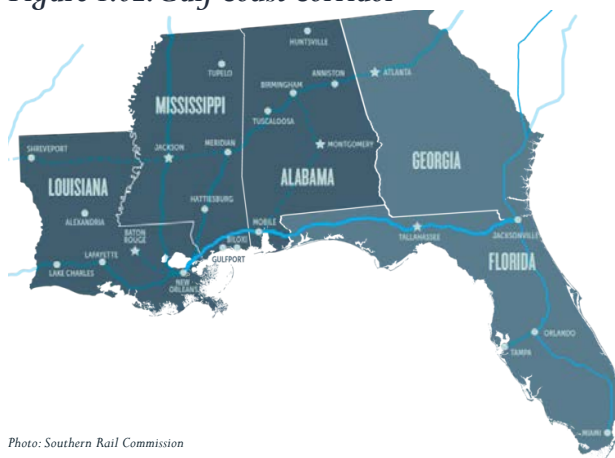 Figure 1.02: Gulf Coast Corridor
HUNTSVILLE
TUPELO
BIRMINGHAM
ANNISTON
ATLANTA
MISSISSIPPI
TUSCALOOSA
SHREVEPORT
JACKSON
MERIDIAN
MONTGOMERY
GEORGIA
LOUISIANA
ALABAMA
ALEXANDRIA
HATTIESBURG
BATON
ROUGE
MOBILE
BILOXI
TALLAHASSEE
JACKSONVILLE
LAFAYETTE
GULFPORT
LAKE CHARLES
NEW
ORLEANS
FLORIDA
ORLANDO
TAMPA
MIAMI
Photo: Southern Rail Commission